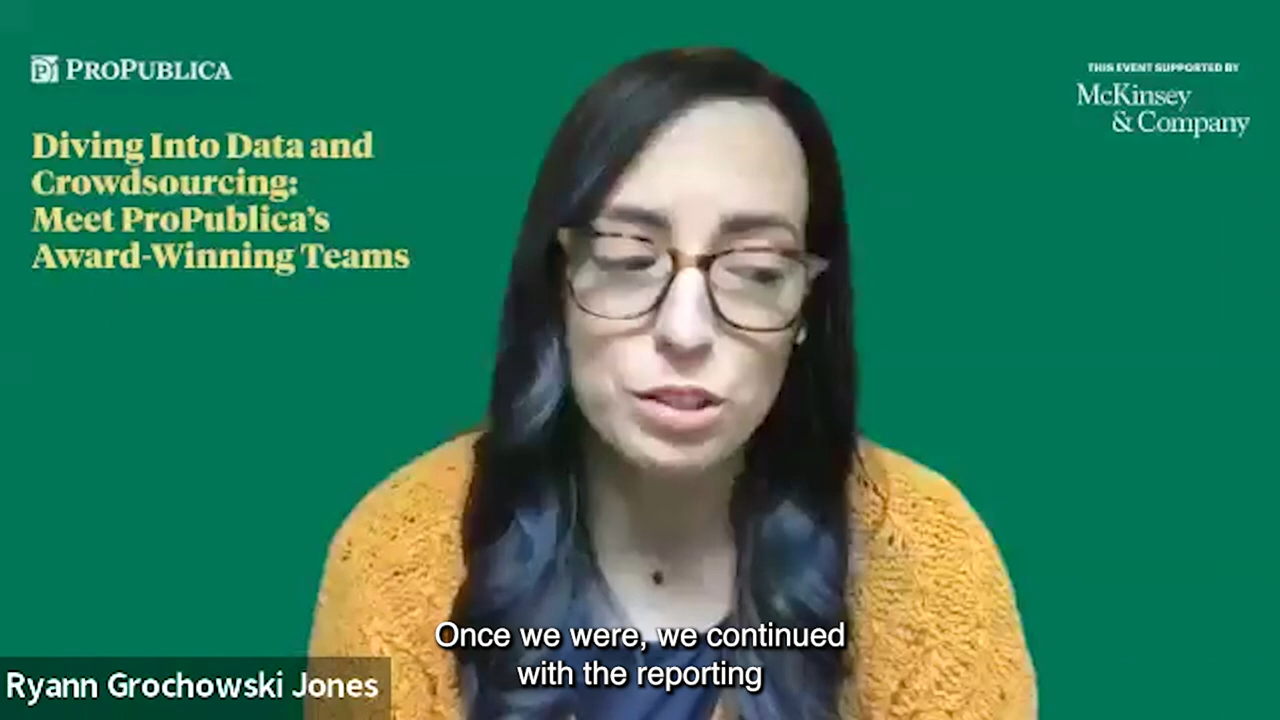 PROPUBLICA
Diving Into Data and
Crowdsourcing:
Meet ProPublica's
Award-Winning Teams
THIS EVENT SUPPORTED BY
McKinsey
& Company
Once we were, we continued
with the reporting
Ryann Grochowski Jones